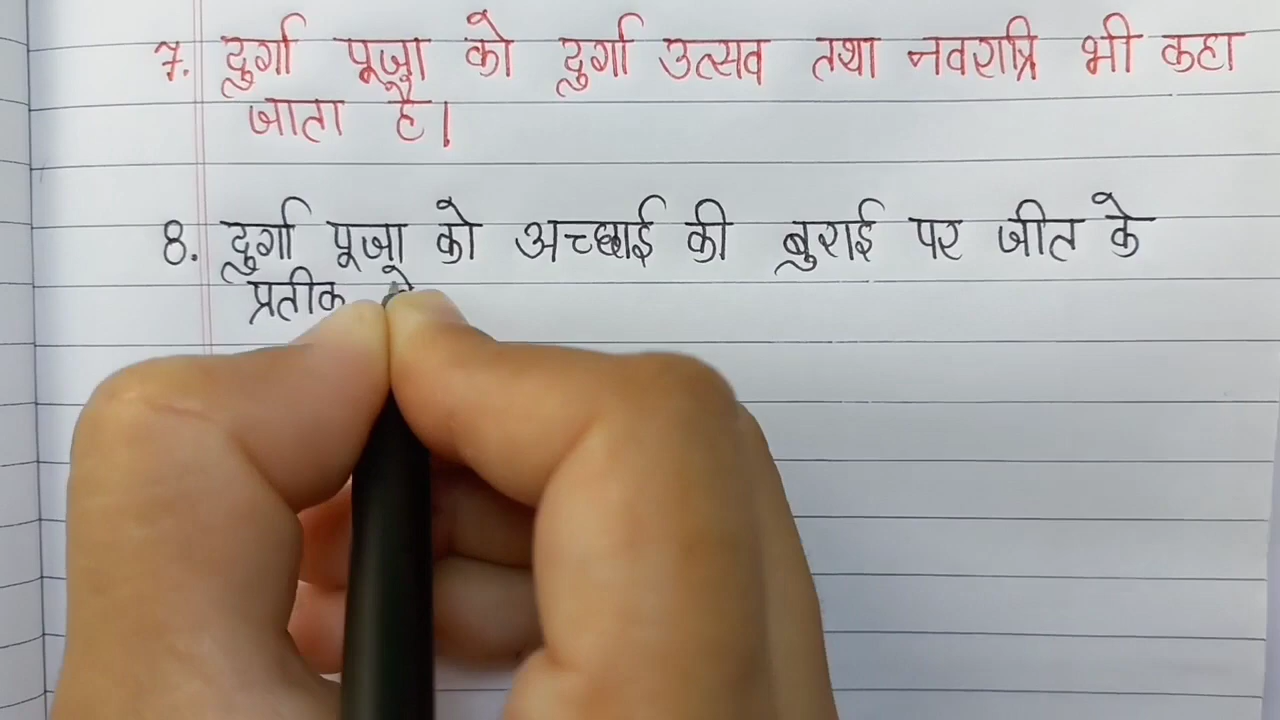 7. दुर्गा पूजा को दुर्गा उत्सव तथा नवरात्रि भी कहा
जाता है।
8. दुर्गा पूजा को अच्छाई की बुराई पर जीत के
प्रतीक